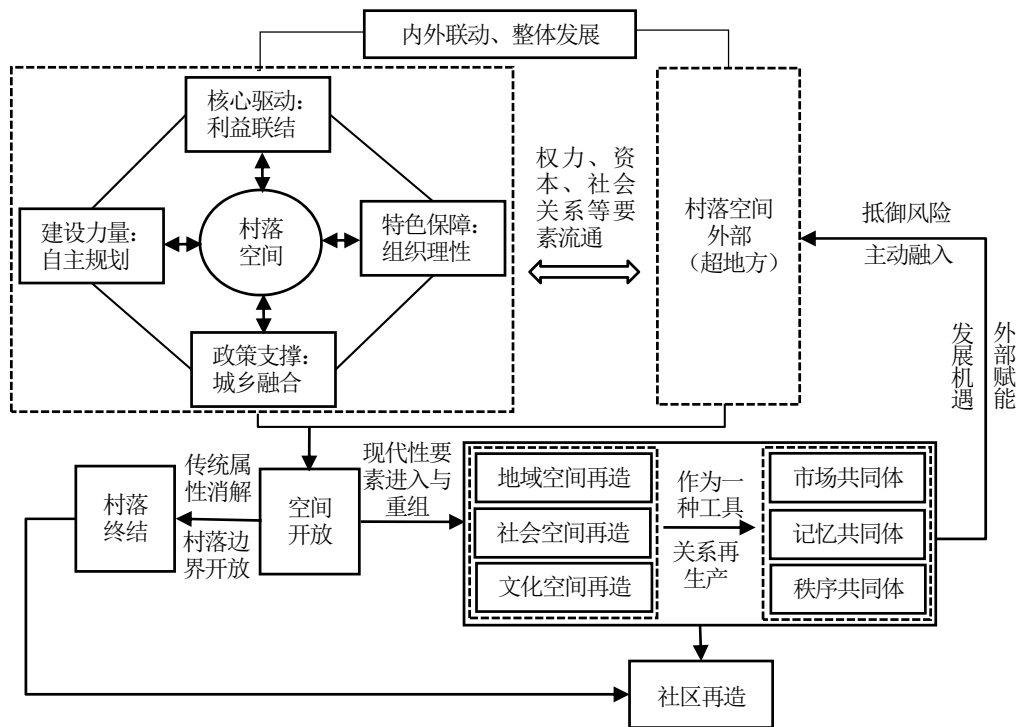 内外联动、整体发展
核心驱动：
利益联结
建设力量：
自主规划
村落
空间
特色保障：
组织理性
政策支撑：
城乡融合
权力、资
本、社会
关系等要
素流通
村落空间
外部
（超地方）
抵御风险
主动融入
发展机遇
外部赋能
村落
终结
传统属
性消解
村落边
界开放
空间
开放
现代性要
素进入与
重组
地域空间再造
社会空间再造
文化空间再造
作为一
种工具
关系再
生产
市场共同体
记忆共同体
秩序共同体
社区再造